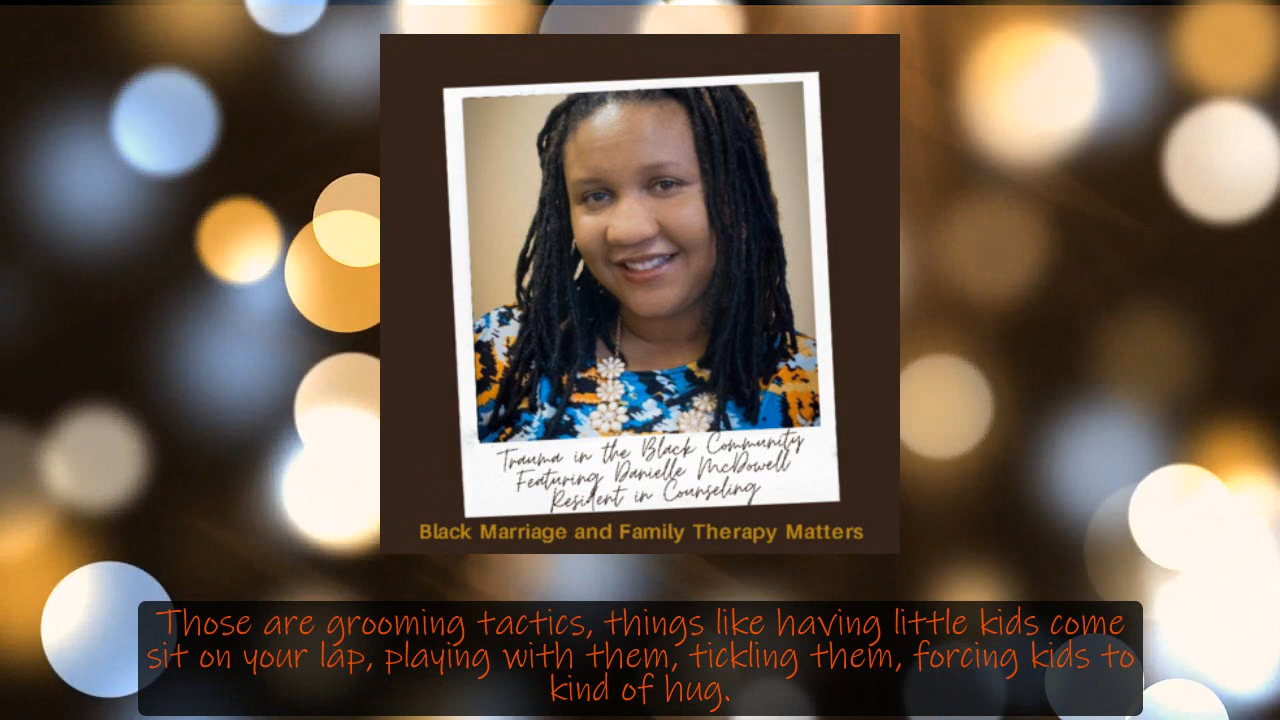 Trauma in the Black Community
Featuring Danielle McDowell
Resident in Counseling
Black Marriage and Family Therapy Matters
Those are grooming tactics, things like having little kids come
sit on your lap, playing with them, tickling them, forcing kids to
kind of hug.